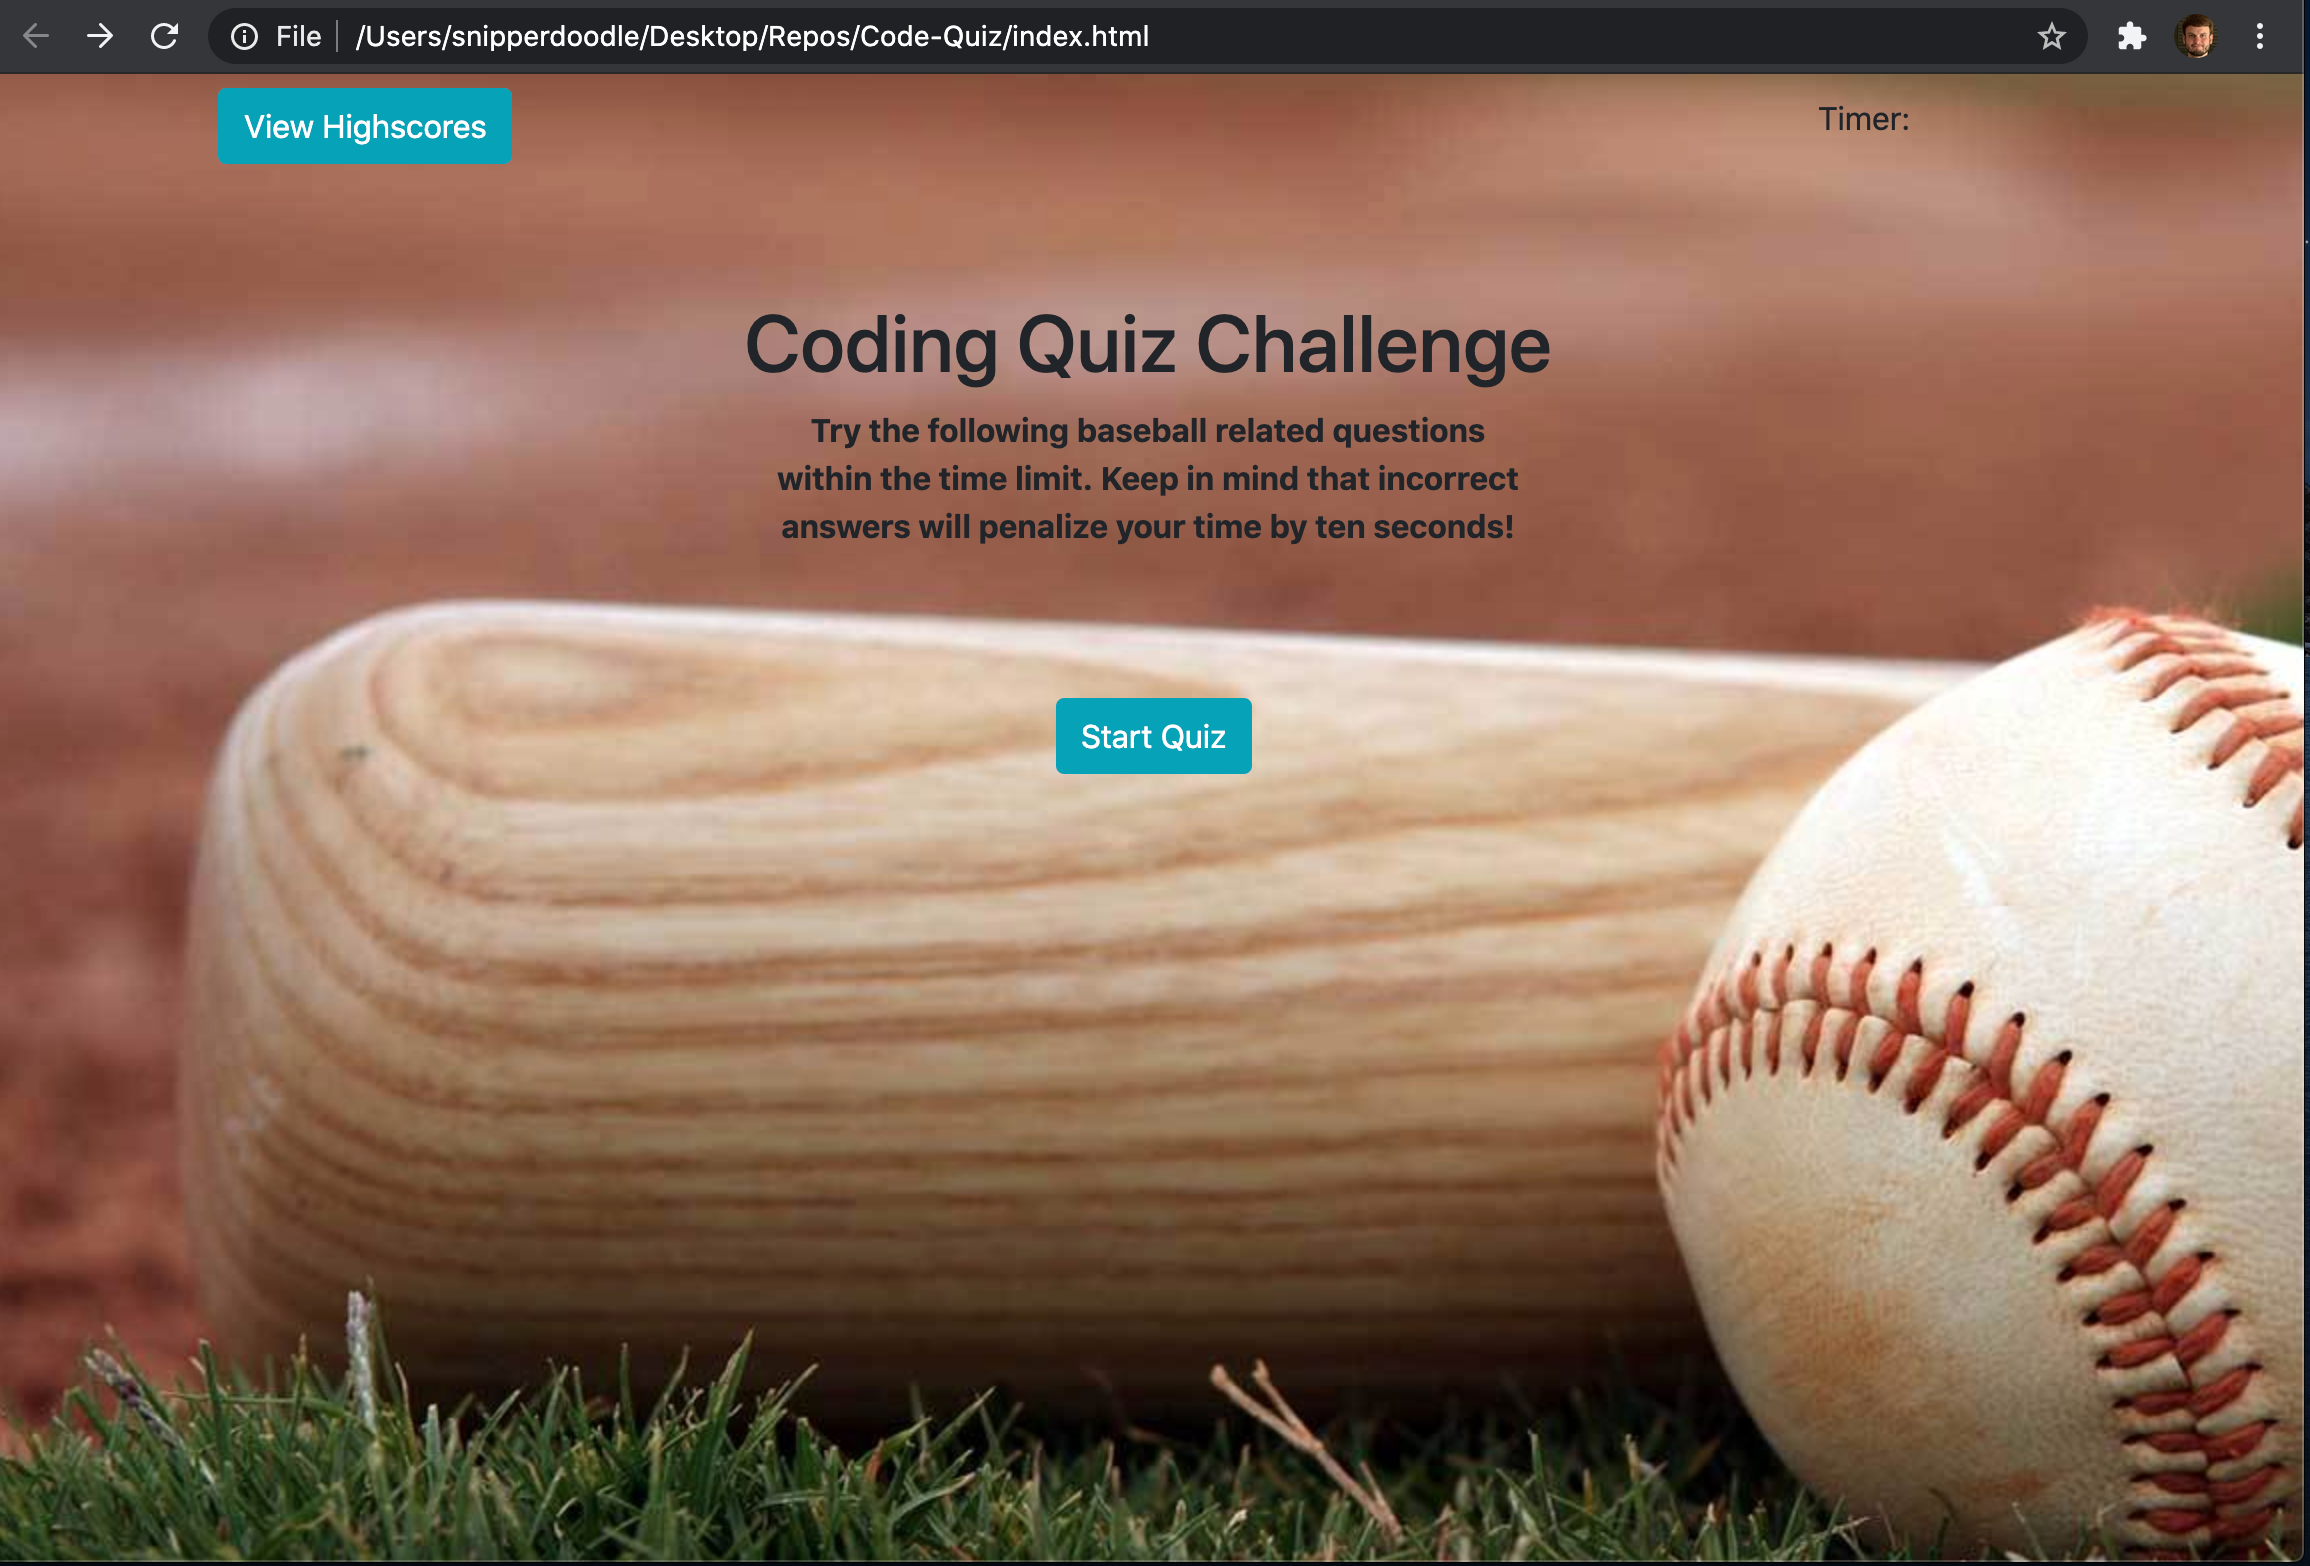 File
/Users/snipperdoodle/Desktop/Repos/Code-Quiz/index.html
View Highscores
Timer:
Coding Quiz Challenge
Try the following baseball related questions
within the time limit. Keep in mind that incorrect
answers will penalize your time by ten seconds!
Start Quiz